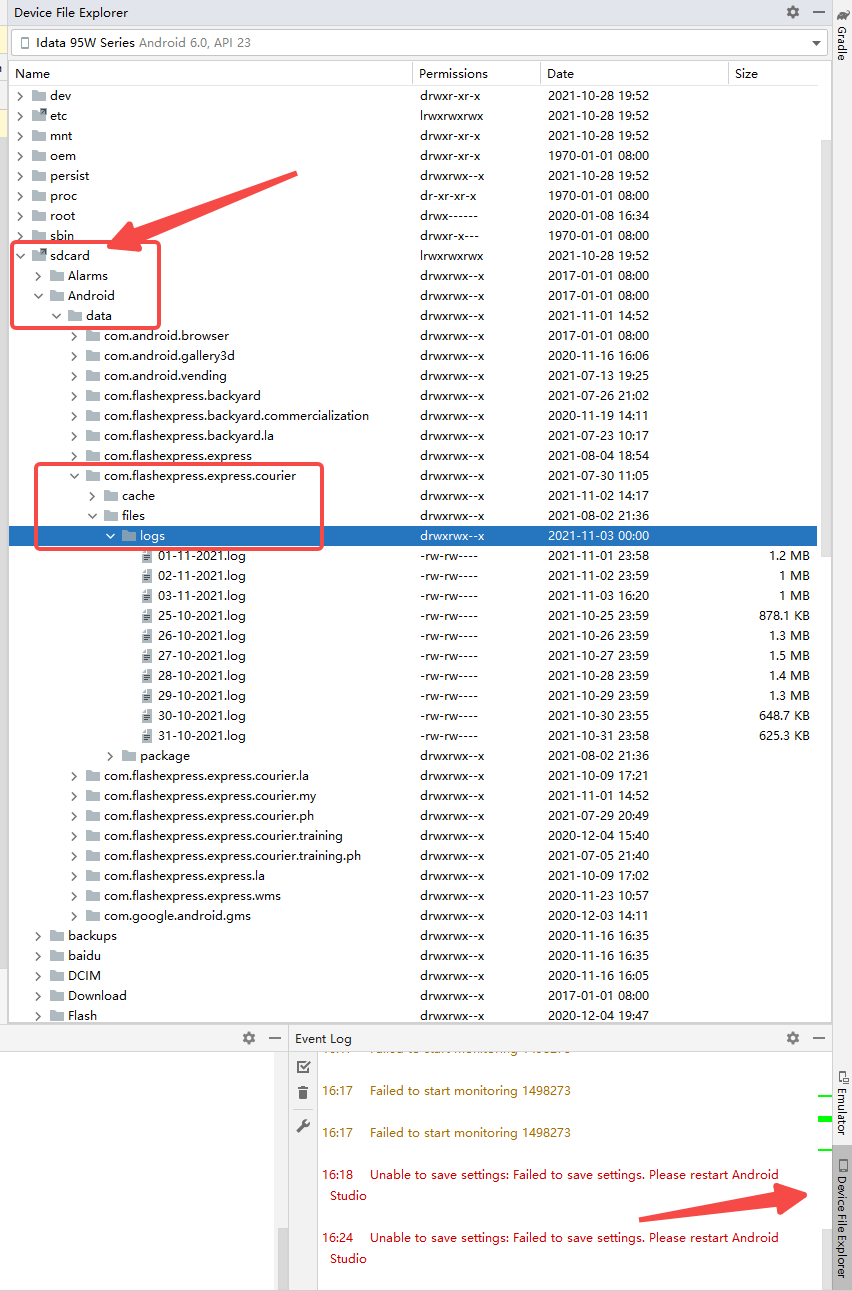 Device File Explorer
Idata 95W Series Android 6.0, API 23
Name Permissions Date Size
dev drwxr-xr-x 2021-10-28 19:52
etc lrwxrwxrwx 2021-10-28 19:52
mnt drwxr-xr-x 2021-10-28 19:52
oem drwxr-xr-x 1970-01-01 08:00
persist drwxrwx--x 2021-10-28 19:52
proc dr-xr-xr-x 1970-01-01 08:00
root drwx------ 2020-01-08 16:34
sbin drwxr-x--- 1970-01-01 08:00
sdcard lrwxrwxrwx 2021-10-28 19:52
Alarms drwxrwx--x 2017-01-01 08:00
Android drwxrwx--x 2017-01-01 08:00
data drwxrwx--x 2021-11-01 14:52
com.android.browser drwxrwx--x 2017-01-01 08:00
com.android.gallery3d drwxrwx--x 2020-11-16 16:06
com.android.vending drwxrwx--x 2021-07-13 19:25
com.flashexpress.backyard drwxrwx--x 2021-07-26 21:02
com.flashexpress.backyard.commercialization drwxrwx--x 2020-11-19 14:11
com.flashexpress.backyard.la drwxrwx--x 2021-07-23 10:17
com.flashexpress.express drwxrwx--x 2021-08-04 18:54
com.flashexpress.express.courier drwxrwx--x 2021-07-30 11:05
cache drwxrwx--x 2021-11-02 14:17
files drwxrwx--x 2021-08-02 21:36
logs drwxrwx--x 2021-11-03 00:00
01-11-2021.log -rw-rw---- 2021-11-01 23:58 1.2 MB
02-11-2021.log -rw-rw---- 2021-11-02 23:59 1 MB
03-11-2021.log -rw-rw---- 2021-11-03 16:20 1 MB
25-10-2021.log -rw-rw---- 2021-10-25 23:59 878.1 KB
26-10-2021.log -rw-rw---- 2021-10-26 23:59 1.3 MB
27-10-2021.log -rw-rw---- 2021-10-27 23:59 1.5 MB
28-10-2021.log -rw-rw---- 2021-10-28 23:59 1.4 MB
29-10-2021.log -rw-rw---- 2021-10-29 23:59 1.3 MB
30-10-2021.log -rw-rw---- 2021-10-30 23:55 648.7 KB
31-10-2021.log -rw-rw---- 2021-10-31 23:58 625.3 KB
package drwxrwx--x 2021-08-02 21:36
com.flashexpress.express.courier.la drwxrwx--x 2021-10-09 17:21
com.flashexpress.express.courier.my drwxrwx--x 2021-11-01 14:52
com.flashexpress.express.courier.ph drwxrwx--x 2021-07-29 20:49
com.flashexpress.express.courier.training drwxrwx--x 2020-12-04 15:40
com.flashexpress.express.courier.training.ph drwxrwx--x 2021-07-05 21:40
com.flashexpress.express.la drwxrwx--x 2021-10-09 17:02
com.flashexpress.express.wms drwxrwx--x 2020-11-23 10:57
com.google.android.gms drwxrwx--x 2020-12-03 14:11
backups drwxrwx--x 2020-11-16 16:35
baidu drwxrwx--x 2020-11-16 16:35
DCIM drwxrwx--x 2020-11-16 16:05
Download drwxrwx--x 2017-01-01 08:00
Flash drwxrwx--x 2020-12-04 19:47
Event Log
16:17 Failed to start monitoring 1498273
16:17 Failed to start monitoring 1498273
16:18 Unable to save settings: Failed to save settings. Please restart Android
Studio
16:24 Unable to save settings: Failed to save settings. Please restart Android
Studio
Gradle
Emulator
Device File Explorer